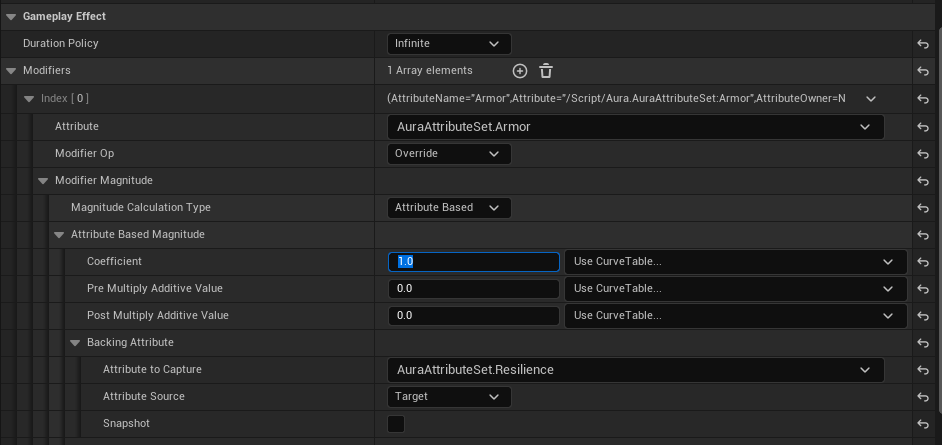 Gameplay Effect
Duration Policy Infinite
Modifiers 1 Array elements
Index [ 0 ] (AttributeName="Armor",Attribute="/Script/Aura.AuraAttributeSet:Armor",AttributeOwner=N
Attribute AuraAttributeSet.Armor
Modifier Op Override
Modifier Magnitude
Magnitude Calculation Type Attribute Based
Attribute Based Magnitude
Coefficient 1.0 Use CurveTable...
Pre Multiply Additive Value 0.0 Use CurveTable...
Post Multiply Additive Value 0.0 Use CurveTable...
Backing Attribute
Attribute to Capture AuraAttributeSet.Resilience
Attribute Source Target
Snapshot